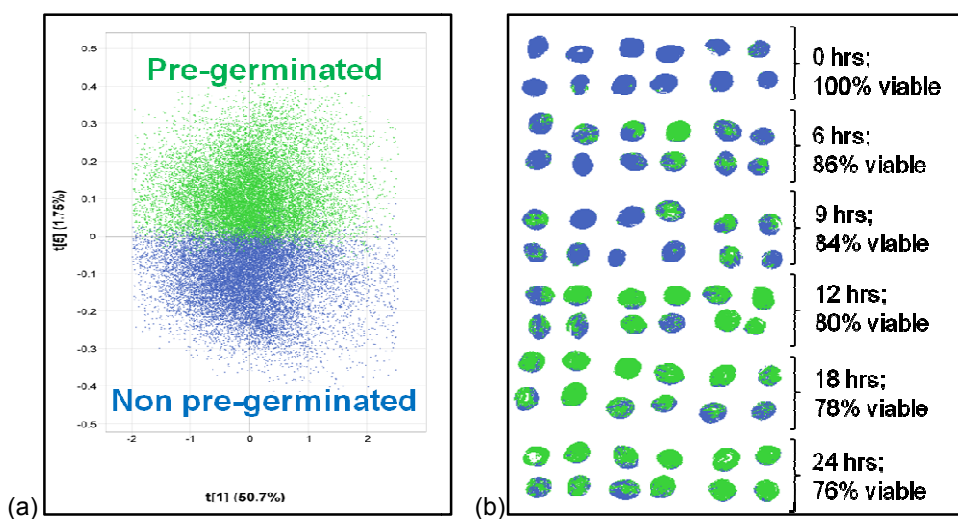 Pre-germinated
Non pre-germinated
0.5
0.4
0.3
0.2
0.1
0
-0.1
-0.2
-0.3
-0.4
-0.5
t[5] (1.75%)
-2
-1
0
1
2
t[1] (50.7%)
(a)
0 hrs;
100% viable
6 hrs;
86% viable
9 hrs;
84% viable
12 hrs;
80% viable
18 hrs;
78% viable
24 hrs;
76% viable
(b)